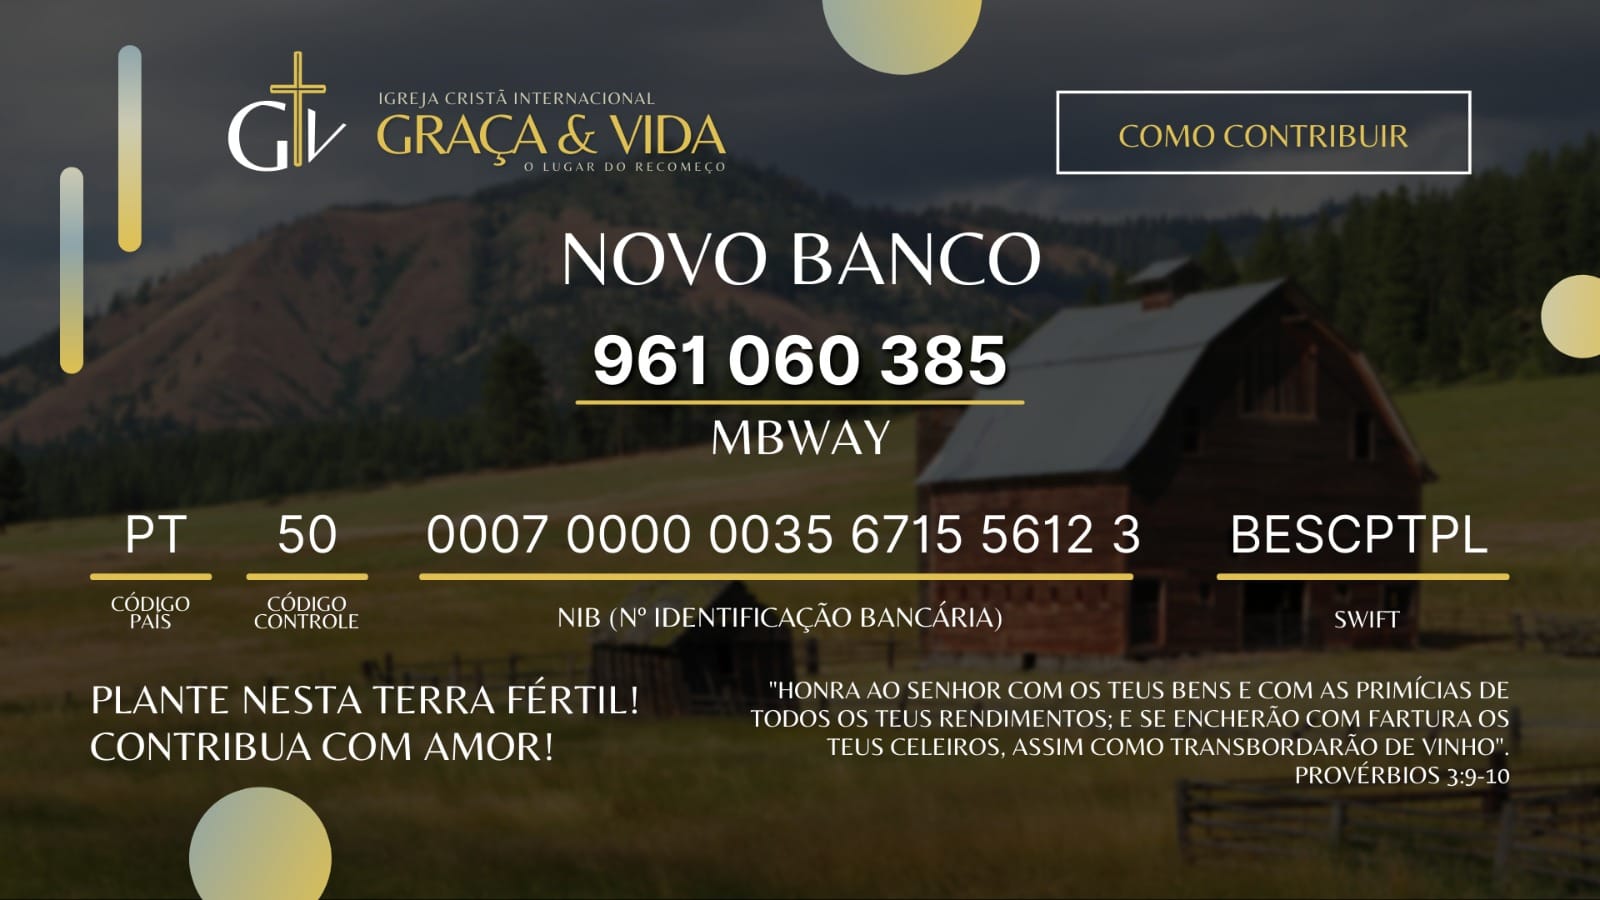 GV
IGREJA CRISTÃ INTERNACIONAL
GRAÇA & VIDA
O LUGAR DO RECOMEÇO
COMO CONTRIBUIR
NOVO BANCO
961 060 385
MBWAY
PT
CÓDIGO
PAÍS
50
CÓDIGO
CONTROLE
0007 0000 0035 6715 5612 3
NIB (Nº IDENTIFICAÇÃO BANCÁRIA)
BESCPTPL
SWIFT
PLANTE NESTA TERRA FÉRTIL!
CONTRIBUA COM AMOR!
"HONRA AO SENHOR COM OS TEUS BENS E COM AS PRIMÍCIAS DE
TODOS OS TEUS RENDIMENTOS; E SE ENCHERÃO COM FARTURA OS
TEUS CELEIROS, ASSIM COMO TRANSBORDARÃO DE VINHO".
PROVÉRBIOS 3:9-10